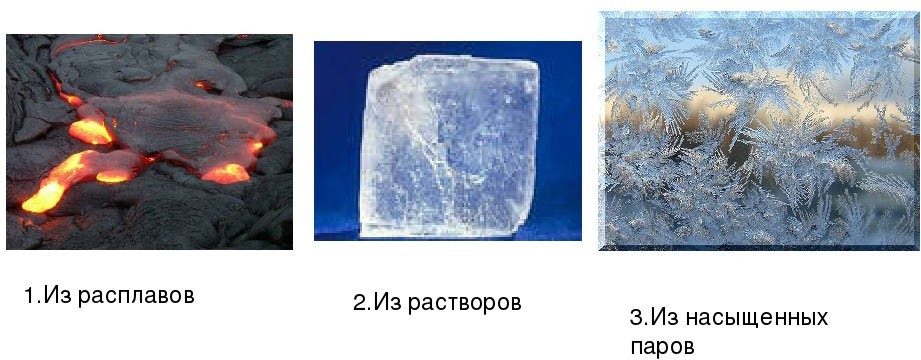 1.Из расплавов
2.Из растворов
3.Из насыщенных
паров